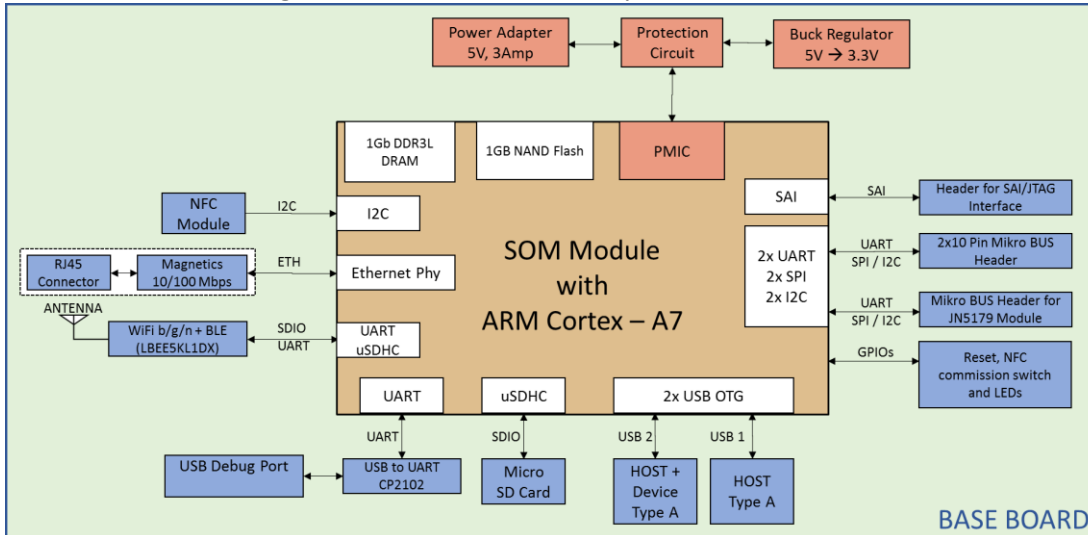 Power Adapter
5V, 3Amp
Protection
Circuit
Buck Regulator
5V → 3.3V
1Gb DDR3L
DRAM
1GB NAND Flash
PMIC
NFC
Module
I2C
I2C
SAI
SAI
Header for SAI/JTAG
Interface
RJ45
Connector
Magnetics
10/100 Mbps
ETH
Ethernet Phy
SOM Module
with
ARM Cortex – A7
2x UART
2x SPI
2x I2C
UART
SPI / I2C
2x10 Pin Mikro BUS
Header
ANTENNA
WiFi b/g/n + BLE
(LBEE5KL1DX)
SDIO
UART
UART
uSDHC
UART
SPI / I2C
Mikro BUS Header for
JN5179 Module
GPIOs
Reset, NFC
commission switch
and LEDs
UART
uSDHC
2x USB OTG
UART
SDIO
USB 2
USB 1
USB Debug Port
USB to UART
CP2102
Micro
SD Card
HOST +
Device
Type A
HOST
Type A
BASE BOARD